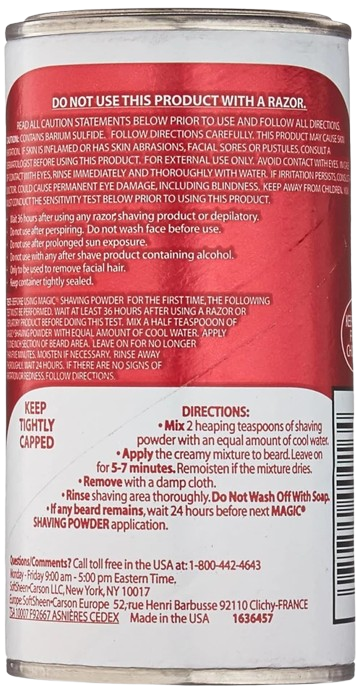 DO NOT USE THIS PRODUCT WITH A RAZOR.
READ ALL CAUTION STATEMENTS BELOW PRIOR TO USE AND FOLLOW ALL DIRECTIONS.
CONTAINS BARIUM SULFIDE. FOLLOW DIRECTIONS CAREFULLY. THIS PRODUCT MAY CAUSE SKIN
IF SKIN IS INFLAMED OR HAS SKIN ABRASIONS, FACIAL SORES OR PUSTULES, CONSULT A
BEFORE USING THIS PRODUCT. FOR EXTERNAL USE ONLY. AVOID CONTACT WITH EYES. IN CASE
CONTACT WITH EYES, RINSE IMMEDIATELY AND THOROUGHLY WITH WATER. IF IRRITATION PERSISTS,
COULD CAUSE PERMANENT EYE DAMAGE, INCLUDING BLINDNESS. KEEP AWAY FROM CHILDREN.
CONDUCT THE SENSITIVITY TEST BELOW PRIOR TO USING THIS PRODUCT.
Wait 36 hours after using any razor, shaving product or depilatory.
Do not use after perspiring. Do not wash face before use.
Do not use after prolonged sun exposure.
Do not use with any after shave product containing alcohol.
Only to be used to remove facial hair.
Keep container tightly sealed.
BEFORE USING MAGIC® SHAVING POWDER FOR THE FIRST TIME, THE FOLLOWING
BE PERFORMED. WAIT AT LEAST 36 HOURS AFTER USING A RAZOR OR
PRODUCT BEFORE DOING THIS TEST. MIX A HALF TEASPOON OF
SHAVING POWDER WITH EQUAL AMOUNT OF COOL WATER. APPLY
SECTION OF BEARD AREA. LEAVE ON FOR NO LONGER
MINUTES. MOISTEN IF NECESSARY. RINSE AWAY
WAIT 24 HOURS. IF THERE ARE NO SIGNS OF
OR REDNESS, FOLLOW DIRECTIONS.
KEEP
TIGHTLY
CAPPED
DIRECTIONS:
• Mix 2 heaping teaspoons of shaving
powder with an equal amount of cool water.
• Apply the creamy mixture to beard. Leave on
for 5-7 minutes. Remoisten if the mixture dries.
• Remove with a damp cloth.
• Rinse shaving area thoroughly. Do Not Wash Off With Soap.
• If any beard remains, wait 24 hours before next MAGIC®
SHAVING POWDER application.
Questions/Comments? Call toll free in the USA at: 1-800-442-4643
Monday - Friday 9:00 am - 5:00 pm Eastern Time.
SoftSheen•Carson LLC, New York, NY 10017
Europe: SoftSheen•Carson Europe 52, rue Henri Barbusse 92110 Clichy-FRANCE
TSA 10007 F92667 ASNIÈRES CEDEX Made in the USA 1636457